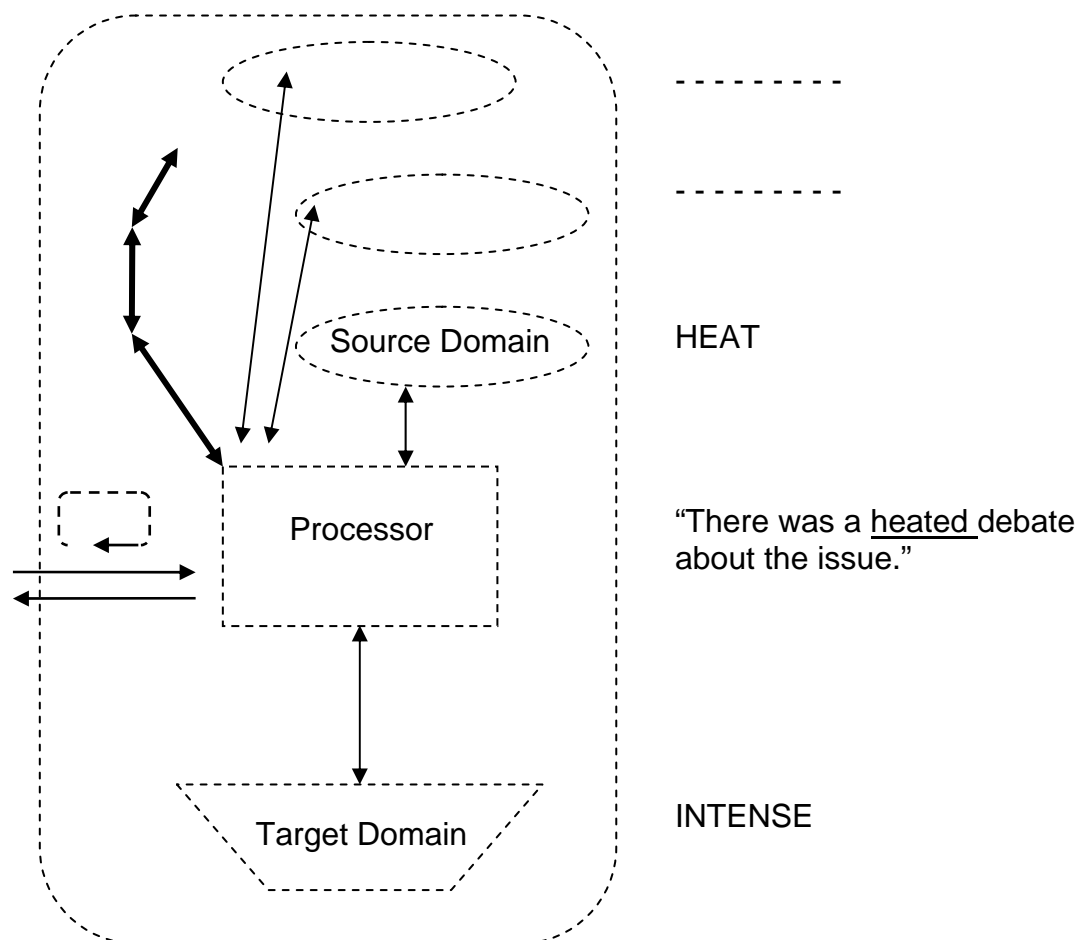 - - - - - - - - -
- - - - - - - - -
Source Domain
HEAT
Processor
“There was a heated debate
about the issue.”
Target Domain
INTENSE